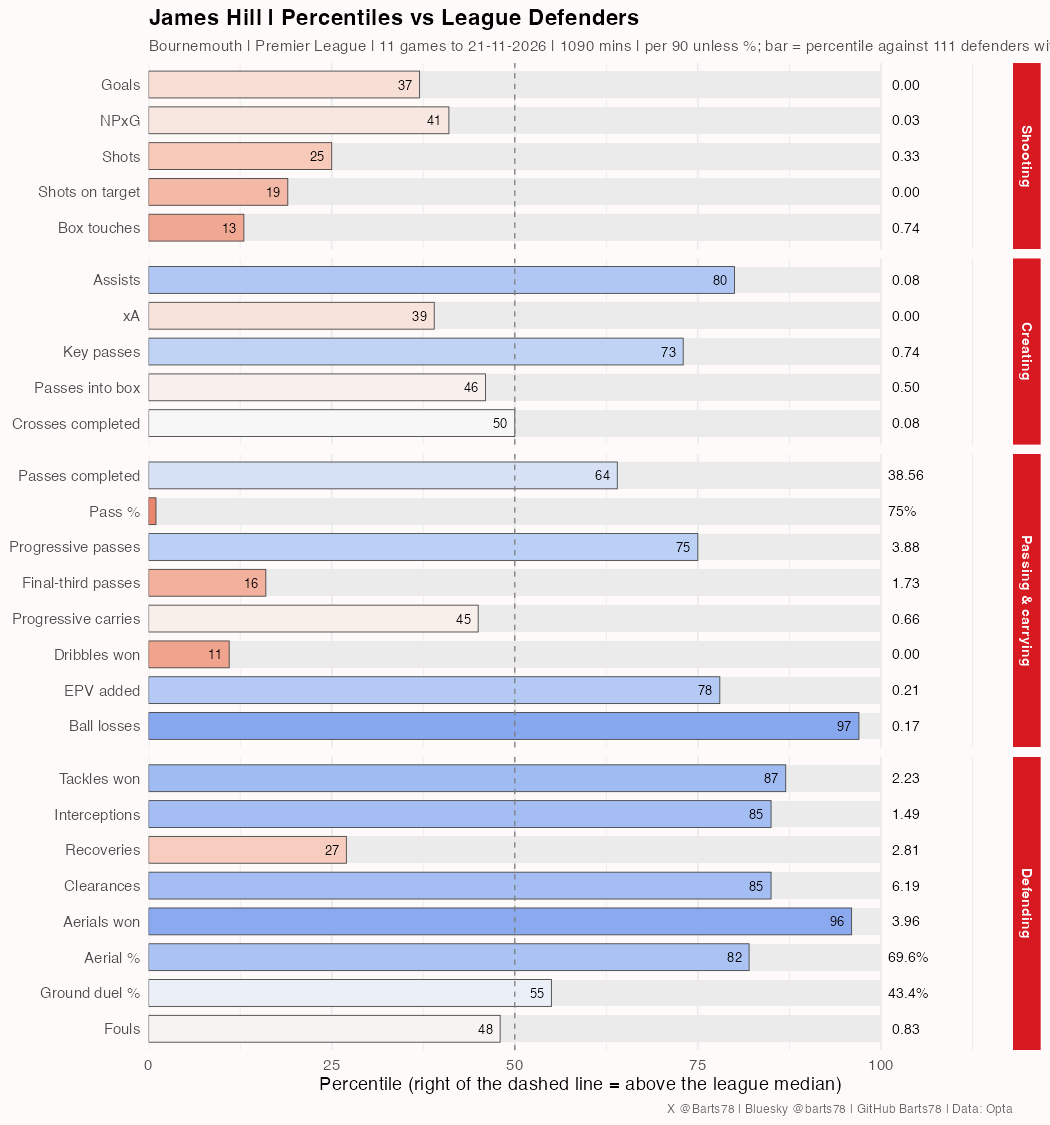 James Hill | Percentiles vs League Defenders
Bournemouth | Premier League | 11 games to 21-11-2026 | 1090 mins | per 90 unless %; bar = percentile against 111 defenders wi
Goals 37 0.00
NPxG 41 0.03
Shots 25 0.33
Shots on target 19 0.00
Box touches 13 0.74
Shooting
Assists 80 0.08
xA 39 0.00
Key passes 73 0.74
Passes into box 46 0.50
Crosses completed 50 0.08
Creating
Passes completed 64 38.56
Pass % 75%
Progressive passes 75 3.88
Final-third passes 16 1.73
Progressive carries 45 0.66
Dribbles won 11 0.00
EPV added 78 0.21
Ball losses 97 0.17
Passing & carrying
Tackles won 87 2.23
Interceptions 85 1.49
Recoveries 27 2.81
Clearances 85 6.19
Aerials won 96 3.96
Aerial % 82 69.6%
Ground duel % 55 43.4%
Fouls 48 0.83
Defending
0 25 50 75 100
Percentile (right of the dashed line = above the league median)
X @Barts78 | Bluesky @barts78 | GitHub Barts78 | Data: Opta